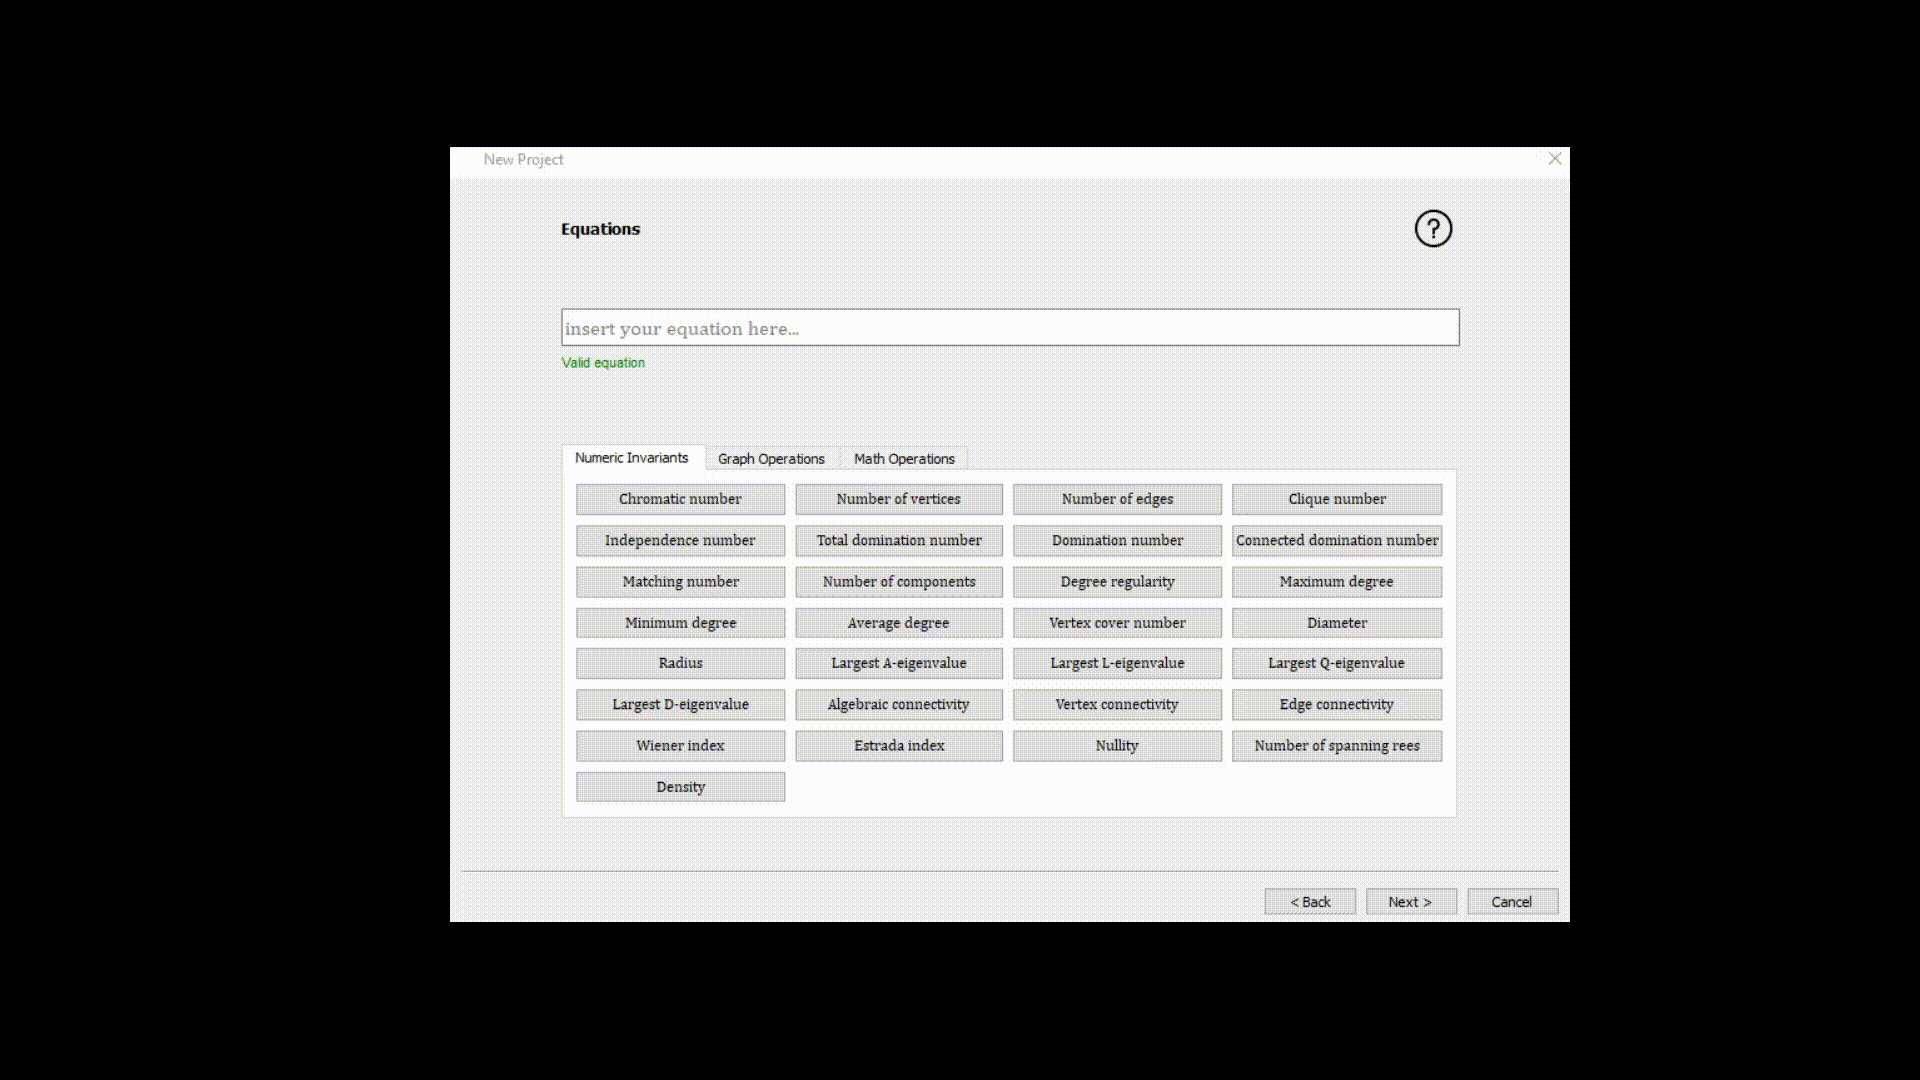 New Project
Equations
?
insert your equation here...
Valid equation
Numeric Invariants Graph Operations Math Operations
Chromatic number Number of vertices Number of edges Clique number
Independence number Total domination number Domination number Connected domination number
Matching number Number of components Degree regularity Maximum degree
Minimum degree Average degree Vertex cover number Diameter
Radius Largest A-eigenvalue Largest L-eigenvalue Largest Q-eigenvalue
Largest D-eigenvalue Algebraic connectivity Vertex connectivity Edge connectivity
Wiener index Estrada index Nullity Number of spanning rees
Density
< Back Next > Cancel